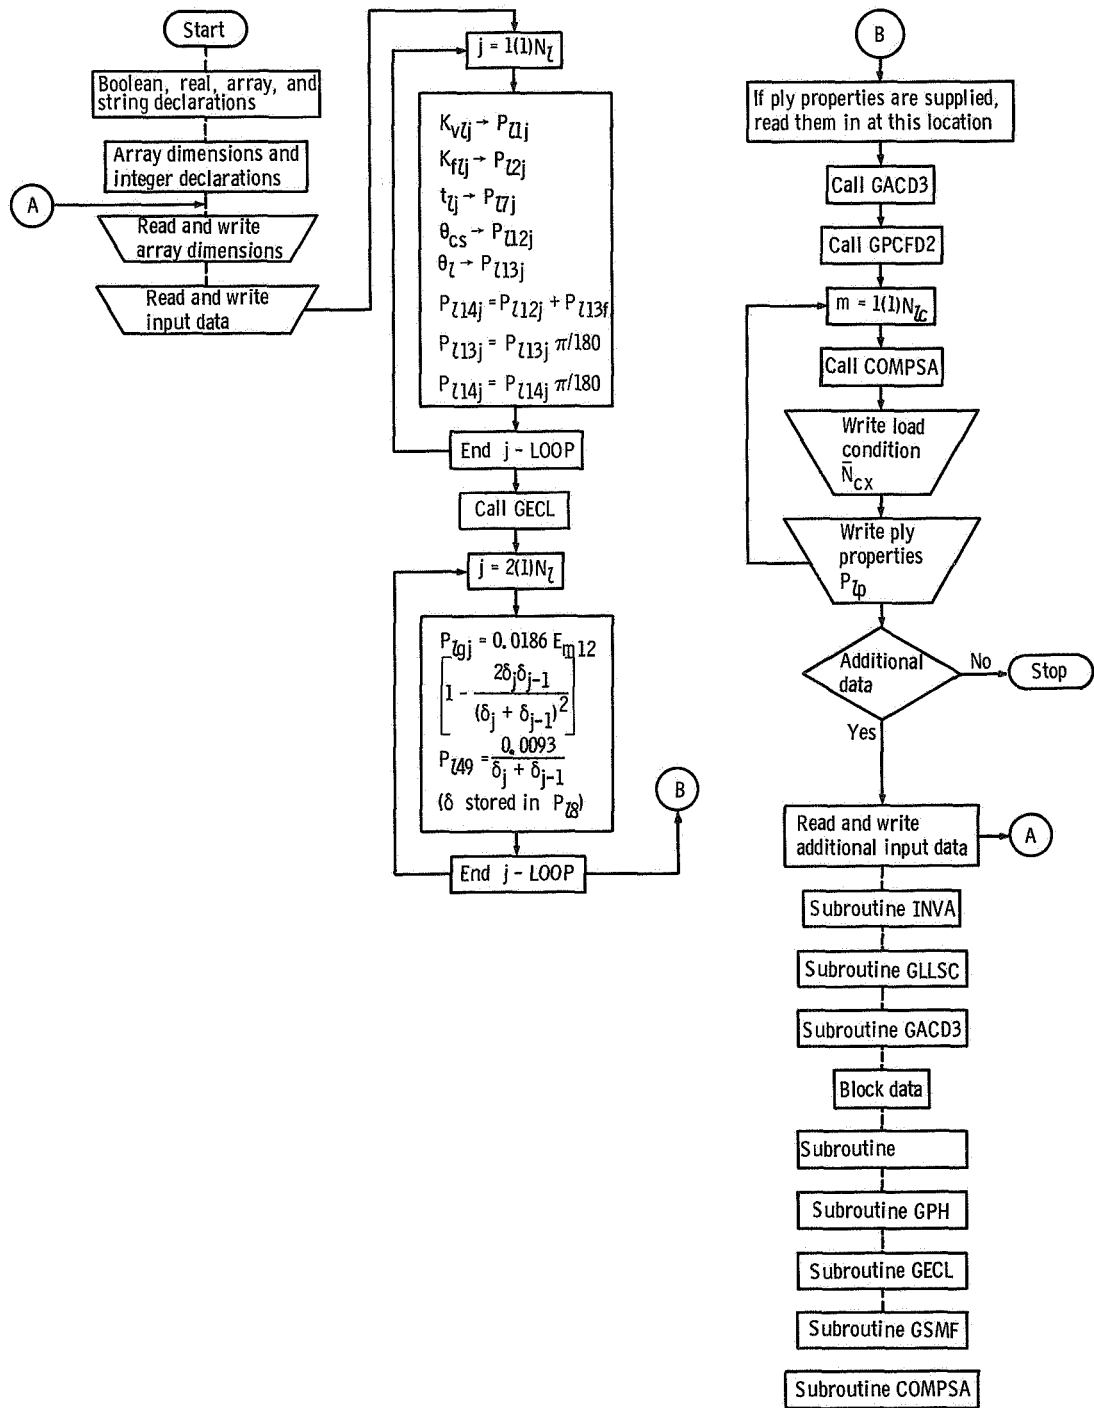 Start
Boolean, real, array, and
string declarations
Array dimensions and
integer declarations
A
Read and write
array dimensions
Read and write
input data
j = 1(1)N_l
K_vlj → P_l1j
K_flj → P_l2j
t_lj → P_l7j
θ_cs → P_l12j
θ_l → P_l13j
P_l14j = P_l12j + P_l13f
P_l13j = P_l13j π/180
P_l14j = P_l14j π/180
End j - LOOP
Call GECL
j = 2(1)N_l
P_lgj = 0.0186 E_m12
[1 - 2δ_jδ_j-1 / (δ_j + δ_j-1)^2]
P_l49 = 0.0093 / δ_j + δ_j-1
(δ stored in P_l8)
End j - LOOP
B
B
If ply properties are supplied,
read them in at this location
Call GACD3
Call GPCFD2
m = 1(1)N_lc
Call COMPSA
Write load
condition
N̄_cx
Write ply
properties
P_lp
Additional
data
No
Stop
Yes
Read and write
additional input data
A
Subroutine INVA
Subroutine GLLSC
Subroutine GACD3
Block data
Subroutine
Subroutine GPH
Subroutine GECL
Subroutine GSMF
Subroutine COMPSA